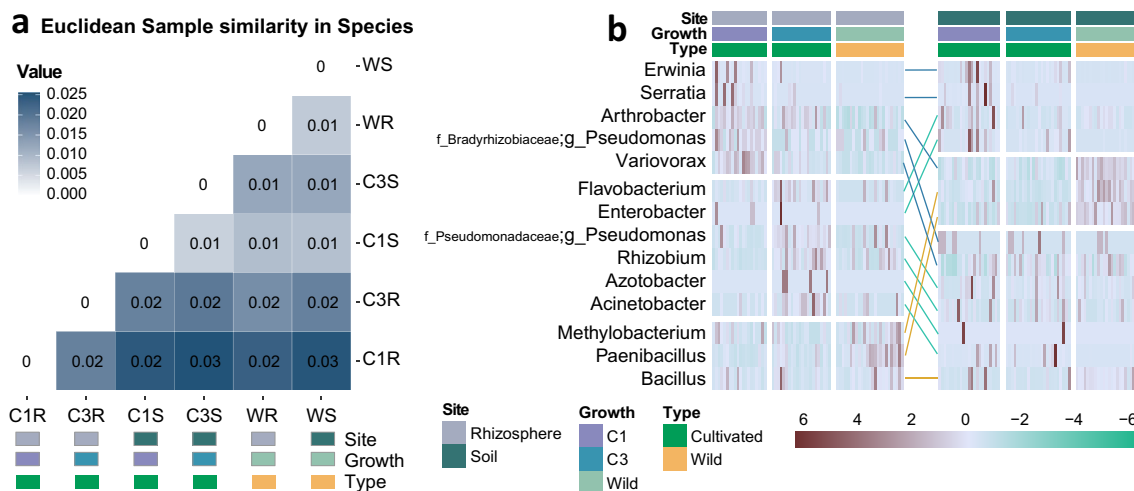 a Euclidean Sample similarity in Species
Value
0.025
0.020
0.015
0.010
0.005
0.000
0 -WS
0 0.01 -WR
0 0.01 0.01 -C3S
0 0.01 0.01 0.01 -C1S
0 0.02 0.02 0.02 0.02 -C3R
0 0.02 0.02 0.03 0.02 0.03 -C1R
C1R C3R C1S C3S WR WS
Site
Growth
Type
b
Site
Growth
Type
Erwinia
Serratia
Arthrobacter
f_Bradyrhizobiaceae;g_Pseudomonas
Variovorax
Flavobacterium
Enterobacter
f_Pseudomonadaceae;g_Pseudomonas
Rhizobium
Azotobacter
Acinetobacter
Methylobacterium
Paenibacillus
Bacillus
Site
Rhizosphere
Soil
Growth
C1
C3
Wild
Type
Cultivated
Wild
6 4 2 0 −2 −4 −6